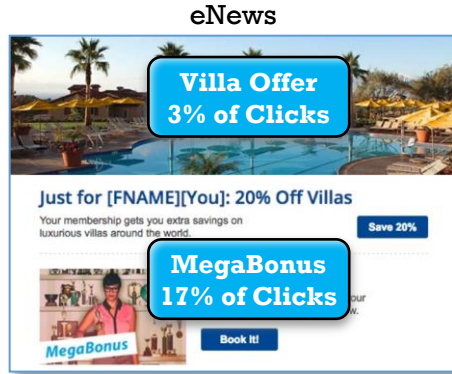 eNews
Villa Offer
3% of Clicks
Just for [FNAME][You]: 20% Off Villas
Your membership gets you extra savings on
luxurious villas around the world.
Save 20%
MegaBonus
17% of Clicks
Book It!
MegaBonus